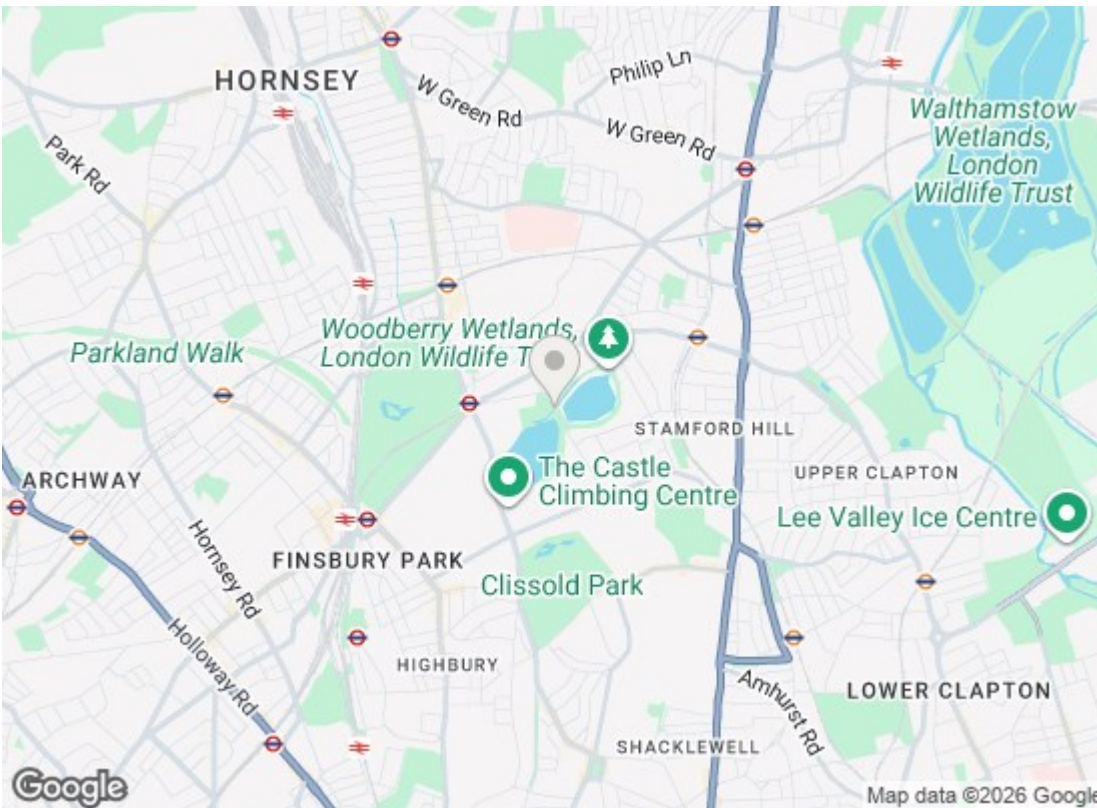 HORNSEY
Philip Ln
W Green Rd
W Green Rd
Park Rd
Walthamstow
Wetlands,
London
Wildlife Trust
Woodberry Wetlands,
London Wildlife T
Parkland Walk
STAMFORD HILL
ARCHWAY
The Castle
Climbing Centre
UPPER CLAPTON
Lee Valley Ice Centre
Hornsey Rd
FINSBURY PARK
Clissold Park
Holloway Rd
HIGHBURY
Amhurst Rd
LOWER CLAPTON
SHACKLEWELL
Google
Map data ©2026 Google